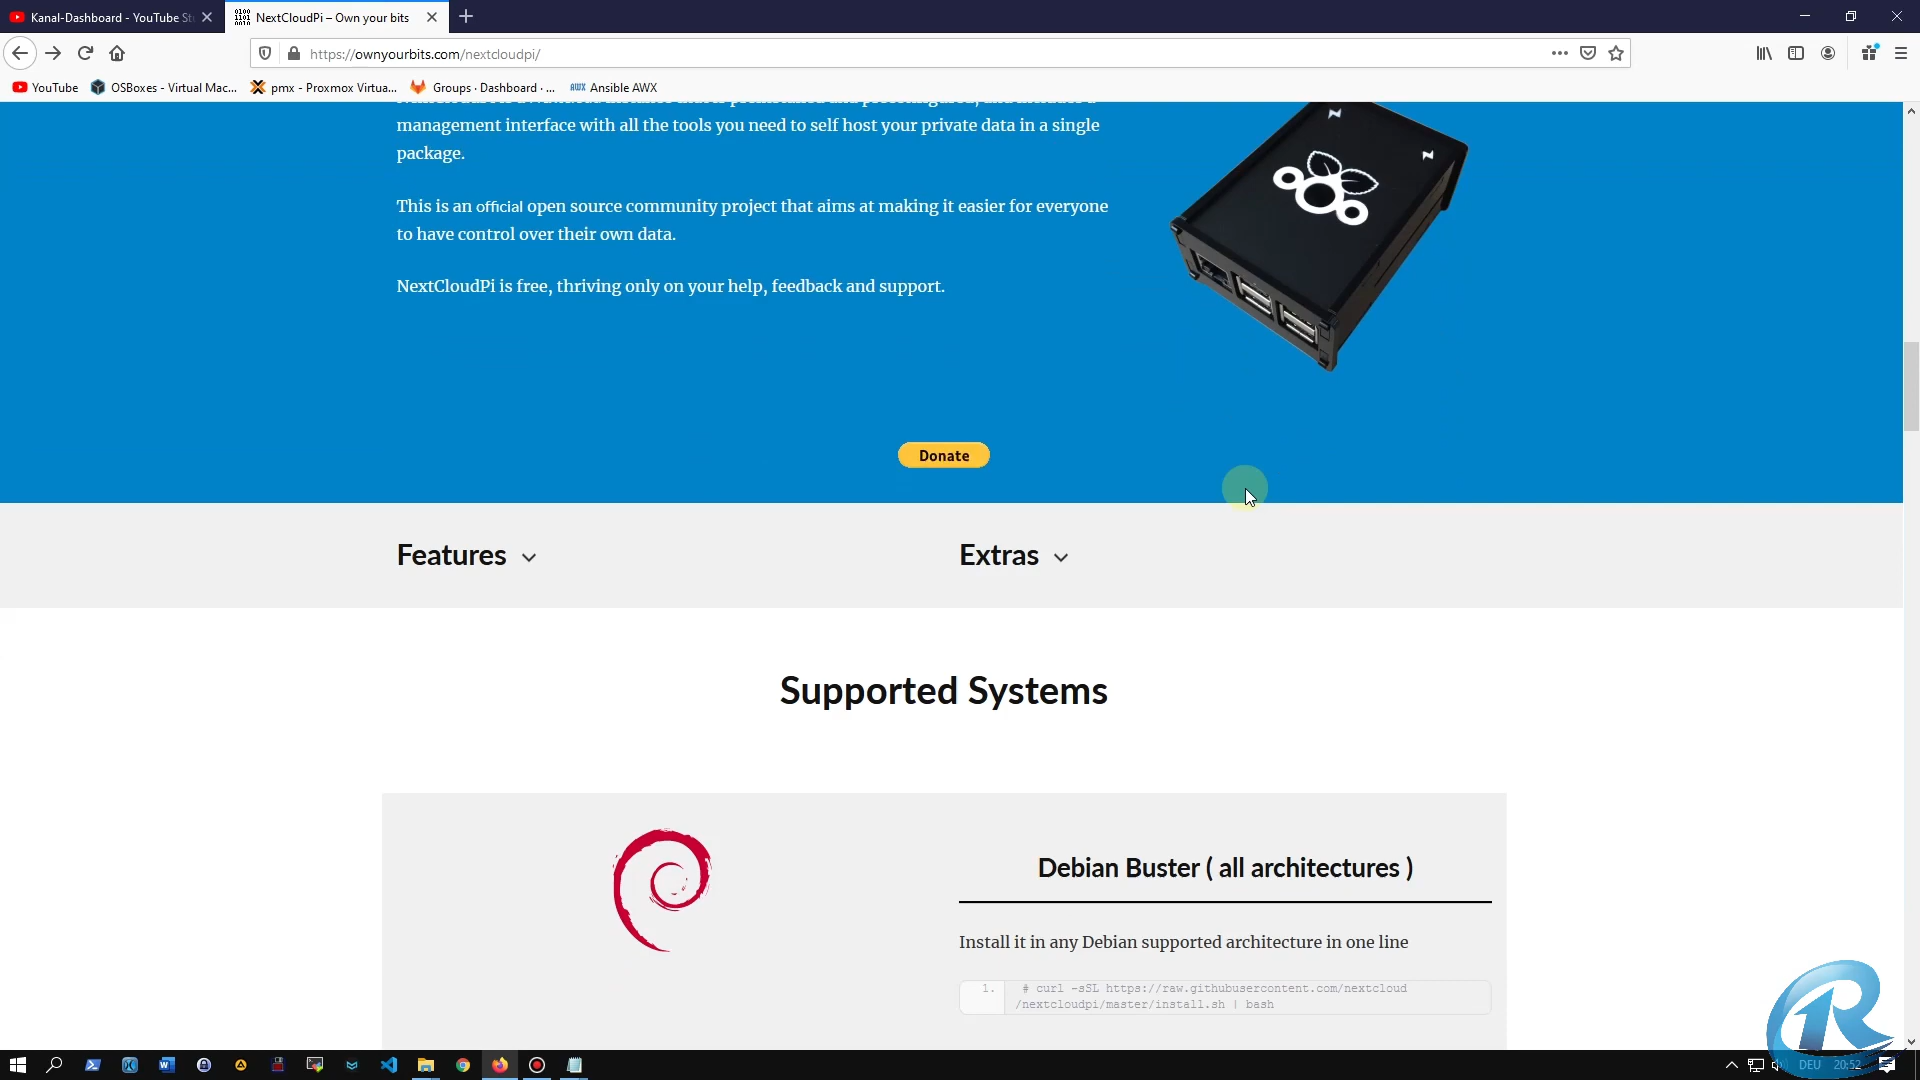 Kanal-Dashboard - YouTube St
NextCloudPi – Own your bits
https://ownyourbits.com/nextcloudpi/
YouTube
OSBoxes - Virtual Mac...
pmx - Proxmox Virtua...
Groups · Dashboard · ...
AWX Ansible AWX
management interface with all the tools you need to self host your private data in a single
package.
This is an official open source community project that aims at making it easier for everyone
to have control over their own data.
NextCloudPi is free, thriving only on your help, feedback and support.
Donate
Features
Extras
Supported Systems
Debian Buster ( all architectures )
Install it in any Debian supported architecture in one line
1. # curl -sSL https://raw.githubusercontent.com/nextcloud
/nextcloudpi/master/install.sh | bash
DEU 20:52